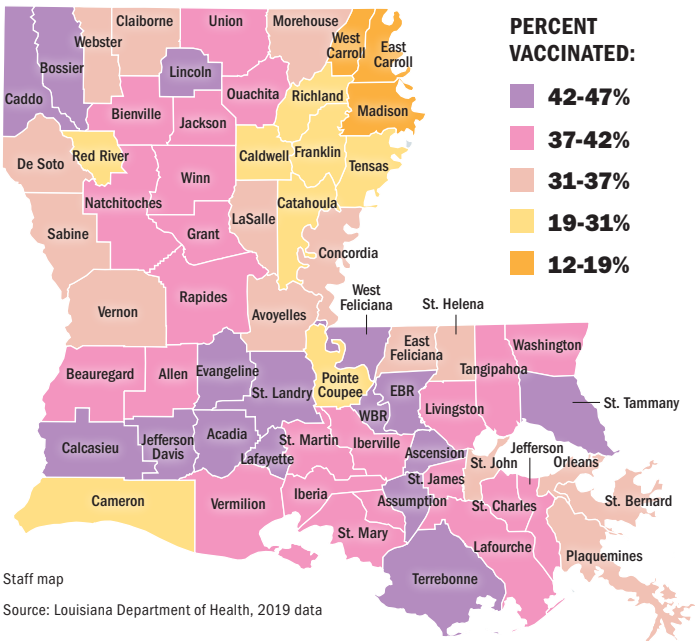 PERCENT
VACCINATED:
42-47%
37-42%
31-37%
19-31%
12-19%
Claiborne
Union
Morehouse
Webster
West
Carroll
East
Carroll
Bossier
Lincoln
Caddo
Ouachita
Richland
Madison
Bienville
Jackson
De Soto
Red River
Caldwell
Franklin
Tensas
Winn
Natchitoches
Catahoula
LaSalle
Sabine
Grant
Concordia
Rapides
Vernon
Avoyelles
West
Feliciana
St. Helena
East
Feliciana
Washington
Tangipahoa
Beauregard
Allen
Evangeline
St. Landry
Pointe
Coupee
EBR
WBR
Livingston
St. Tammany
Calcasieu
Jefferson
Davis
Acadia
Lafayette
St. Martin
Iberville
Ascension
St. John
Jefferson
Orleans
St. James
Cameron
Vermilion
Iberia
Assumption
St. Charles
St. Bernard
St. Mary
Lafourche
Plaquemines
Terrebonne
Staff map
Source: Louisiana Department of Health, 2019 data